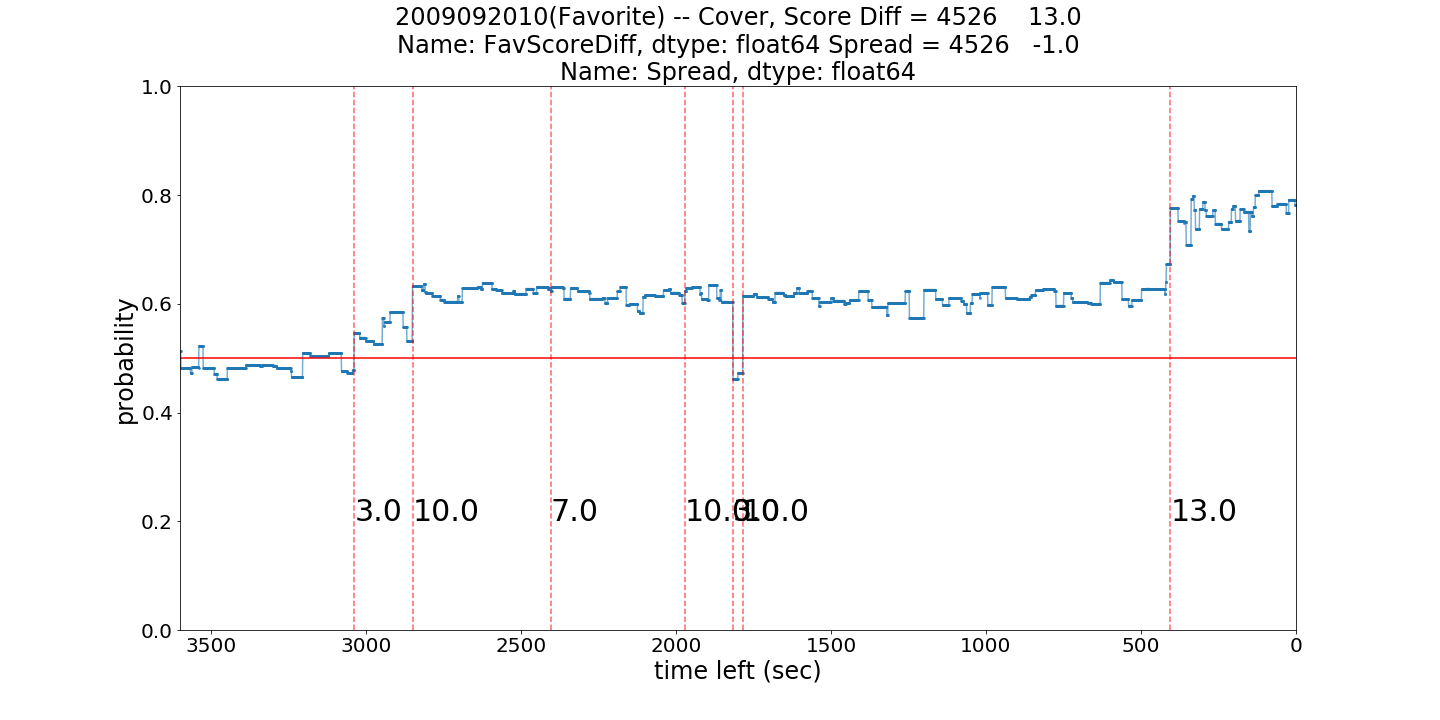 2009092010(Favorite) -- Cover, Score Diff = 4526    13.0
Name: FavScoreDiff, dtype: float64 Spread = 4526   -1.0
Name: Spread, dtype: float64
1.0
0.8
0.6
0.4
0.2
0.0
probability
3.0
10.0
7.0
10.0
3.0
10.0
13.0
3500 3000 2500 2000 1500 1000 500 0
time left (sec)